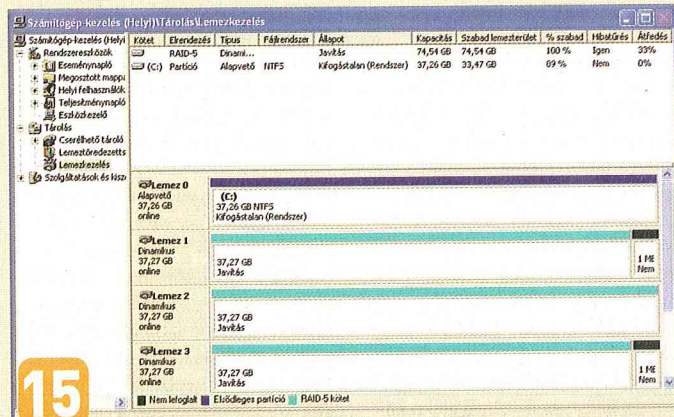 Számítógép-kezelés (Helyi)\Tárolás\Lemezkezelés
Számítógép-kezelés (Helyi
Rendszereszközök
Eseménynapló
Megosztott mappá
Helyi felhasználók
Teljesítménynapló
Eszközkezelő
Tárolás
Cserélhető tároló
Lemeztöredezetts
Lemezkezelés
Szolgáltatások és kisz
Kötet Elrendezés Típus Fájlrendszer Állapot Kapacitás Szabad lemezterület % szabad Hibatűrés Átfedés
RAID-5 Dinami... Javítás 74,54 GB 74,54 GB 100 % Igen 33%
(C:) Partíció Alapvető NTFS Kifogástalan (Rendszer) 37,26 GB 33,47 GB 89 % Nem 0%
Lemez 0
Alapvető
37,26 GB
online
(C:)
37,26 GB NTFS
Kifogástalan (Rendszer)
Lemez 1
Dinamikus
37,27 GB
online
37,27 GB
Javítás
1 ME
Nem
Lemez 2
Dinamikus
37,27 GB
online
37,27 GB
Javítás
Lemez 3
Dinamikus
37,27 GB
online
37,27 GB
Javítás
1 ME
Nem
Nem lefoglalt Elsődleges partíció RAID-5 kötet
15